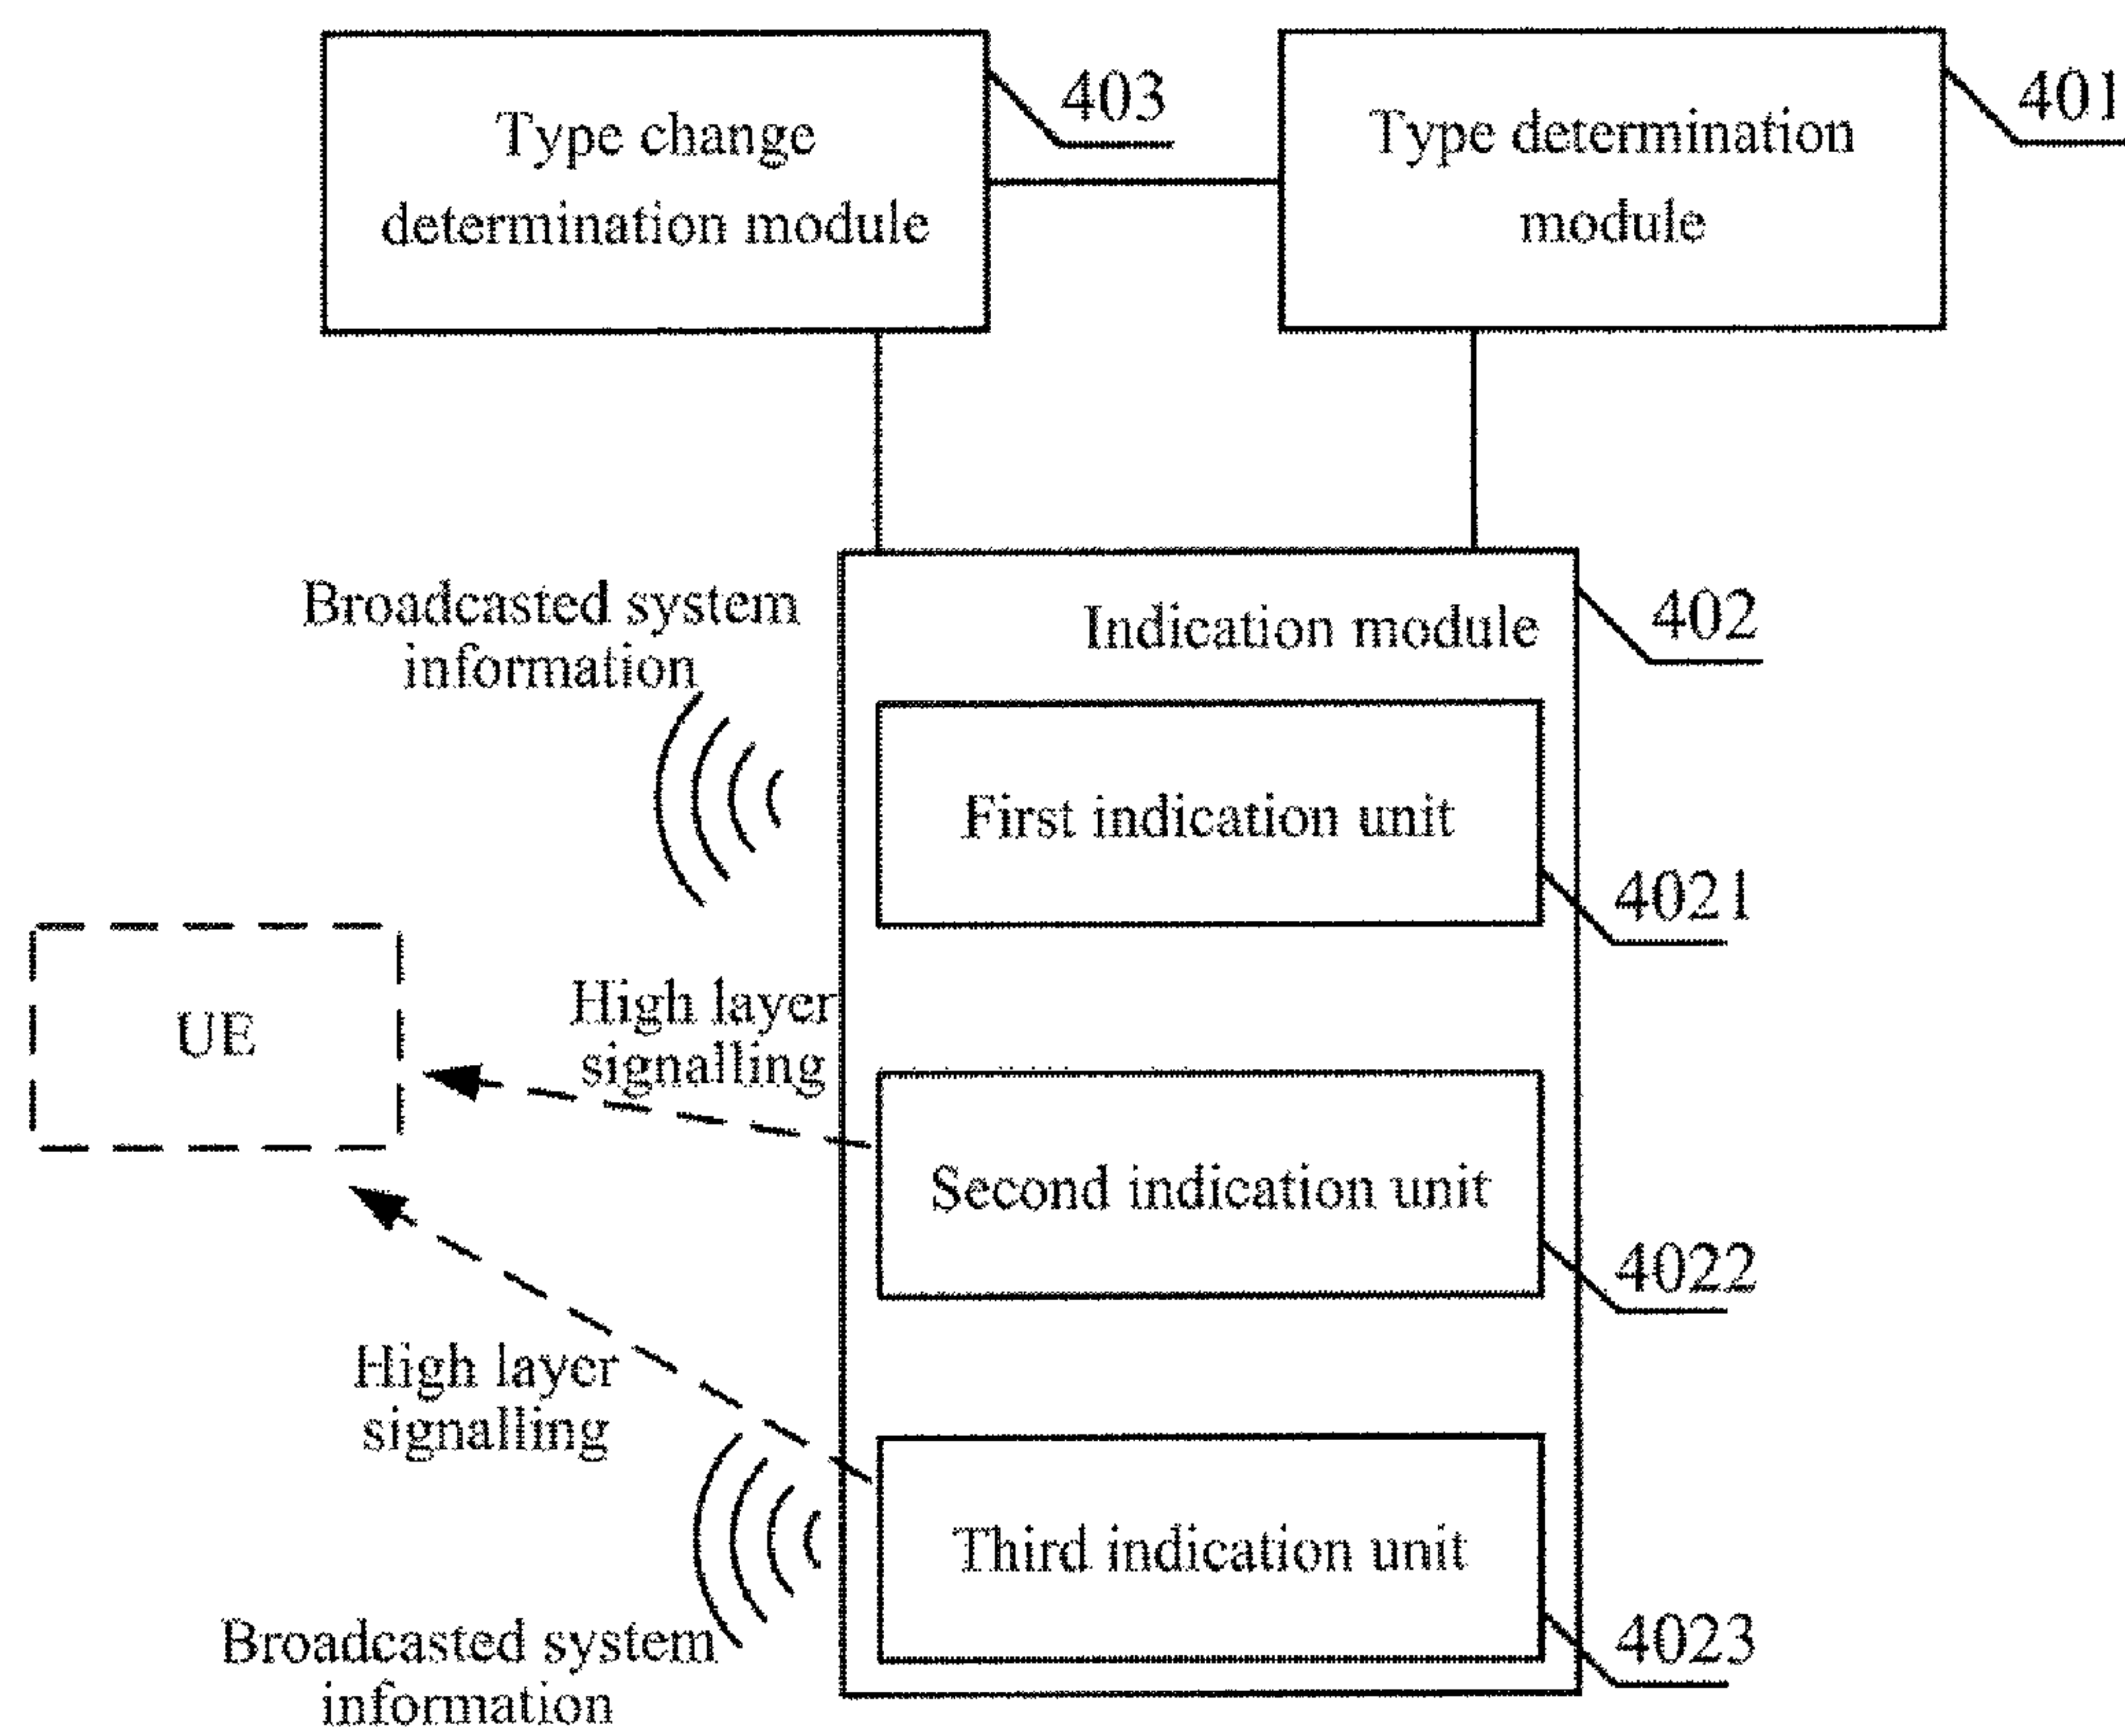 Type change
determination module
403
Type determination
module
401
Broadcasted system
information
Indication module
402
First indication unit
4021
UE
High layer
signalling
Second indication unit
4022
High layer
signalling
Third indication unit
4023
Broadcasted system
information